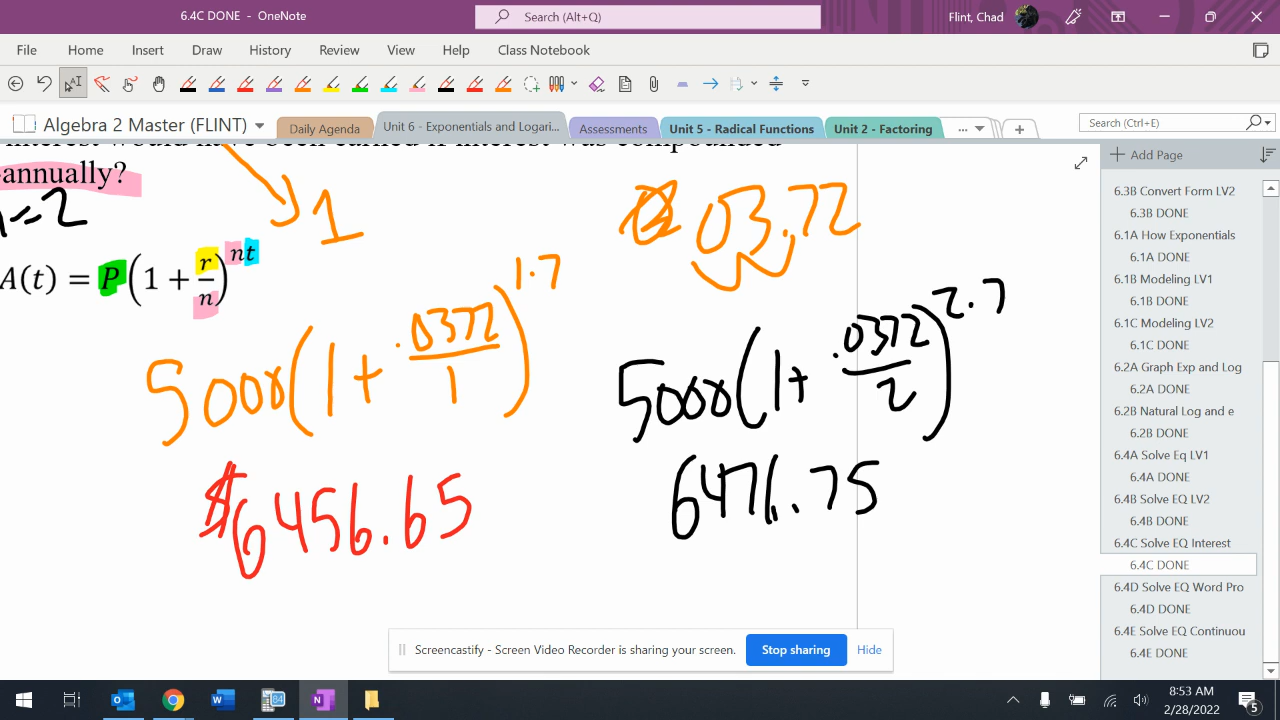 6.4C DONE - OneNote
Search (Alt+Q)
Flint, Chad
File Home Insert Draw History Review View Help Class Notebook
Algebra 2 Master (FLINT)
Daily Agenda
Unit 6 - Exponentials and Logari...
Assessments
Unit 5 - Radical Functions
Unit 2 - Factoring
...
Search (Ctrl+E)
Add Page
-annually?
=2
1
03.72
A(t) = P(1 + r/n)^nt
5000(1 + .0372/1)^1·7
5000(1 + .0372/2)^2·7
$6456.65
6476.75
6.3B Convert Form LV2
6.3B DONE
6.1A How Exponentials
6.1A DONE
6.1B Modeling LV1
6.1B DONE
6.1C Modeling LV2
6.1C DONE
6.2A Graph Exp and Log
6.2A DONE
6.2B Natural Log and e
6.2B DONE
6.4A Solve Eq LV1
6.4A DONE
6.4B Solve EQ LV2
6.4B DONE
6.4C Solve EQ Interest
6.4C DONE
6.4D Solve EQ Word Pro
6.4D DONE
6.4E Solve EQ Continuou
6.4E DONE
Screencastify - Screen Video Recorder is sharing your screen.
Stop sharing
Hide
8:53 AM
2/28/2022
5